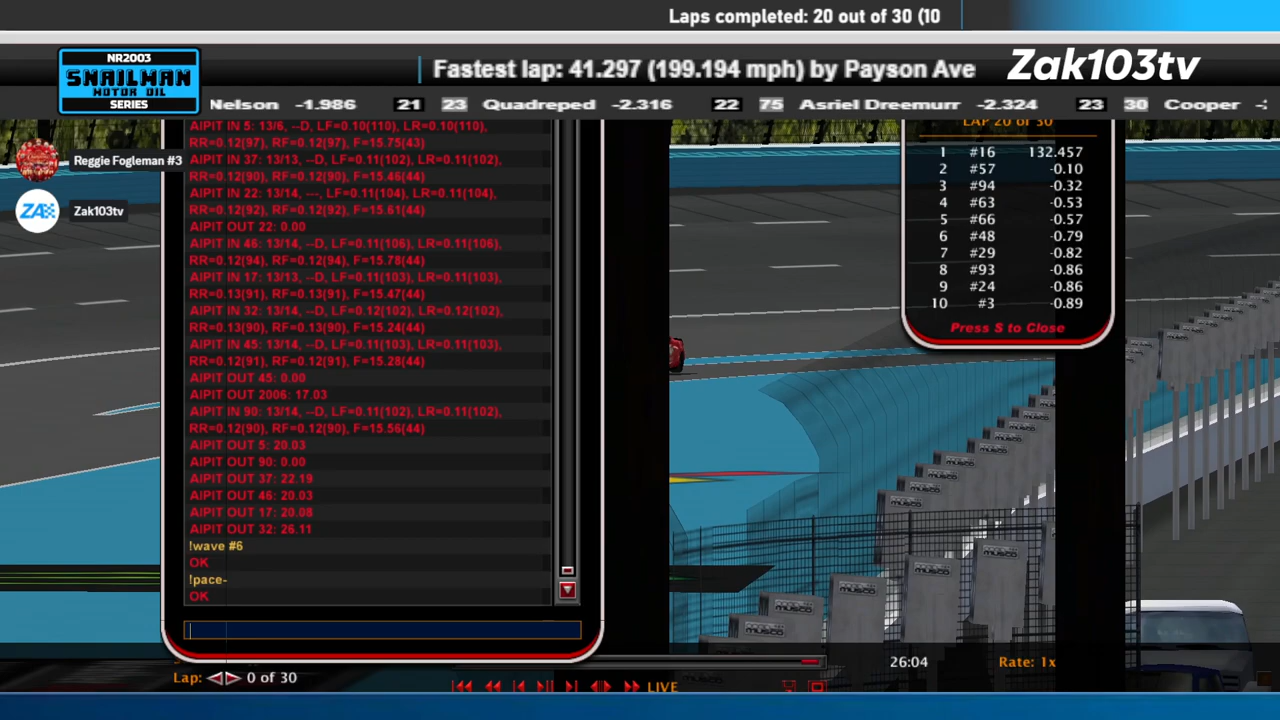 Laps completed: 20 out of 30 (10
NR2003
SNAILMAN
MOTOR OIL
SERIES
Fastest lap: 41.297 (199.194 mph) by Payson Ave
Zak103tv
Nelson -1.986 21 23 Quadreped -2.316 22 75 Asriel Dreemurr -2.324 23 30 Cooper
Reggie Fogleman #3
Zak103tv
AIPIT IN 5: 13/6, --D, LF=0.10(110), LR=0.10(110),
RR=0.12(97), RF=0.12(97), F=15.75(43)
AIPIT IN 37: 13/13, --D, LF=0.11(102), LR=0.11(102),
RR=0.12(90), RF=0.12(90), F=15.46(44)
AIPIT IN 22: 13/14, ---, LF=0.11(104), LR=0.11(104),
RR=0.12(92), RF=0.12(92), F=15.61(44)
AIPIT OUT 22: 0.00
AIPIT IN 46: 13/14, --D, LF=0.11(106), LR=0.11(106),
RR=0.12(94), RF=0.12(94), F=15.78(44)
AIPIT IN 17: 13/13, --D, LF=0.11(103), LR=0.11(103),
RR=0.13(91), RF=0.13(91), F=15.47(44)
AIPIT IN 32: 13/14, --D, LF=0.12(102), LR=0.12(102),
RR=0.13(90), RF=0.13(90), F=15.24(44)
AIPIT IN 45: 13/14, --D, LF=0.11(103), LR=0.11(103),
RR=0.12(91), RF=0.12(91), F=15.28(44)
AIPIT OUT 45: 0.00
AIPIT OUT 2006: 17.03
AIPIT IN 90: 13/14, --D, LF=0.11(102), LR=0.11(102),
RR=0.12(90), RF=0.12(90), F=15.56(44)
AIPIT OUT 5: 20.03
AIPIT OUT 90: 0.00
AIPIT OUT 37: 22.19
AIPIT OUT 46: 20.03
AIPIT OUT 17: 20.08
AIPIT OUT 32: 26.11
!wave #6
OK
!pace-
OK
LAP 20 of 30
1 #16 132.457
2 #57 -0.10
3 #94 -0.32
4 #63 -0.53
5 #66 -0.57
6 #48 -0.79
7 #29 -0.82
8 #93 -0.86
9 #24 -0.86
10 #3 -0.89
Press S to Close
musco
musco
musco
musco
Lap: 0 of 30
LIVE
26:04
Rate: 1x